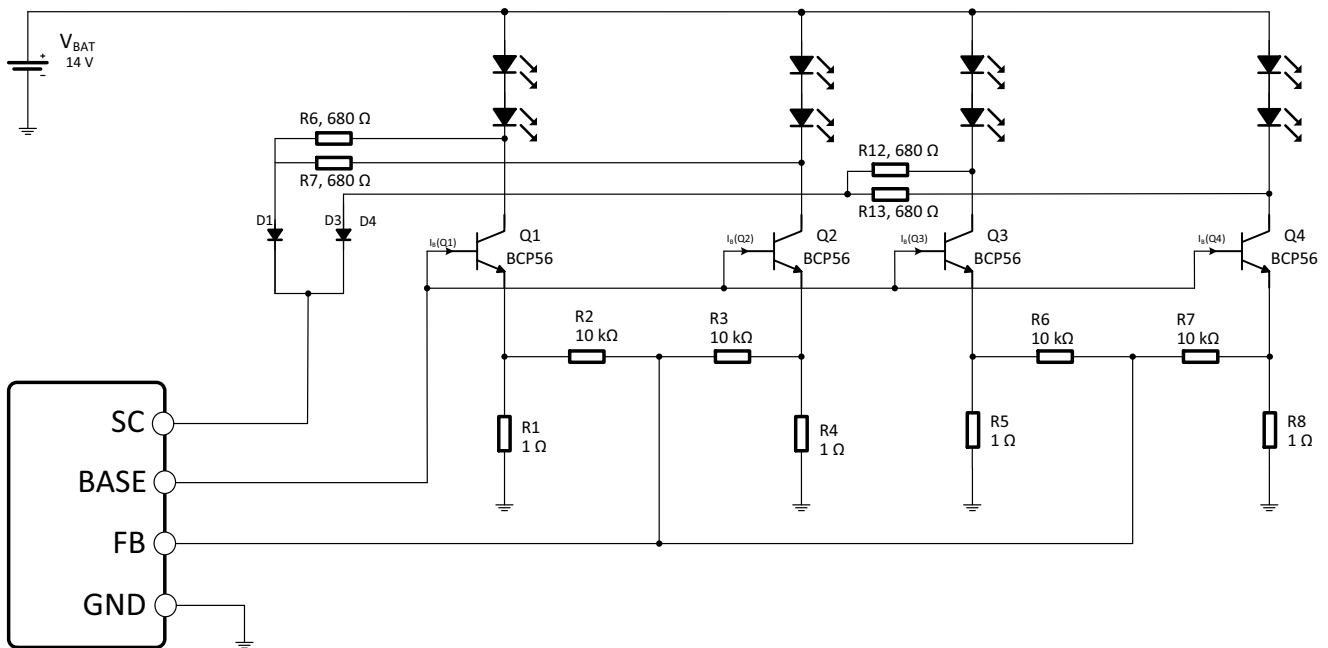 V_BAT
14 V
+
-
R6, 680 Ω
R7, 680 Ω
R12, 680 Ω
R13, 680 Ω
D1
D3
D4
I_B(Q1)
Q1
BCP56
I_B(Q2)
Q2
BCP56
I_B(Q3)
Q3
BCP56
I_B(Q4)
Q4
BCP56
R2
10 kΩ
R3
10 kΩ
R6
10 kΩ
R7
10 kΩ
R1
1 Ω
R4
1 Ω
R5
1 Ω
R8
1 Ω
SC
BASE
FB
GND